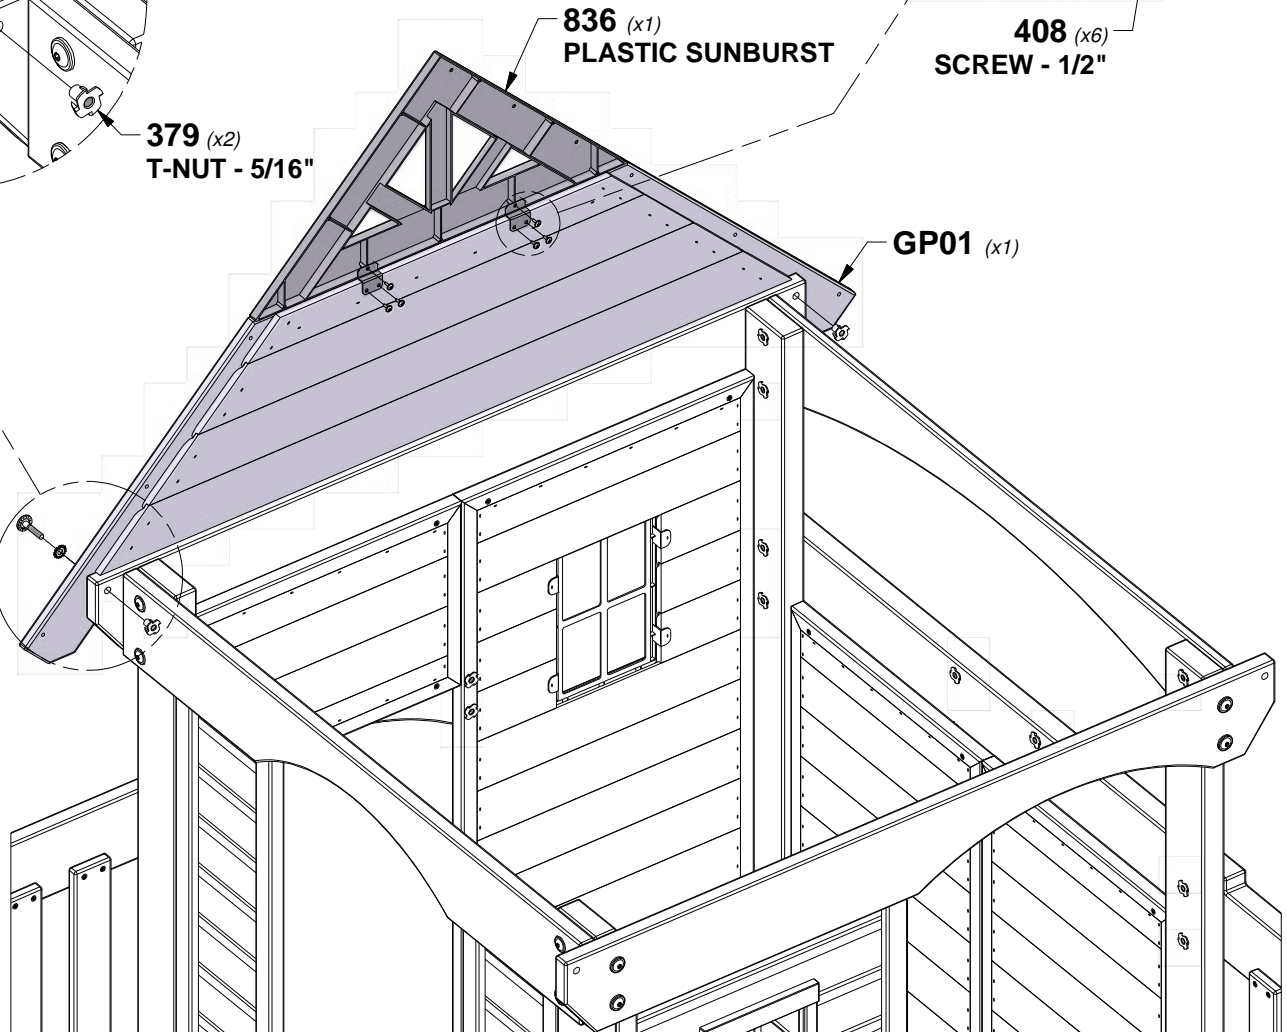 836 (x1)
PLASTIC SUNBURST
408 (x6)
SCREW - 1/2"
379 (x2)
T-NUT - 5/16"
GP01 (x1)